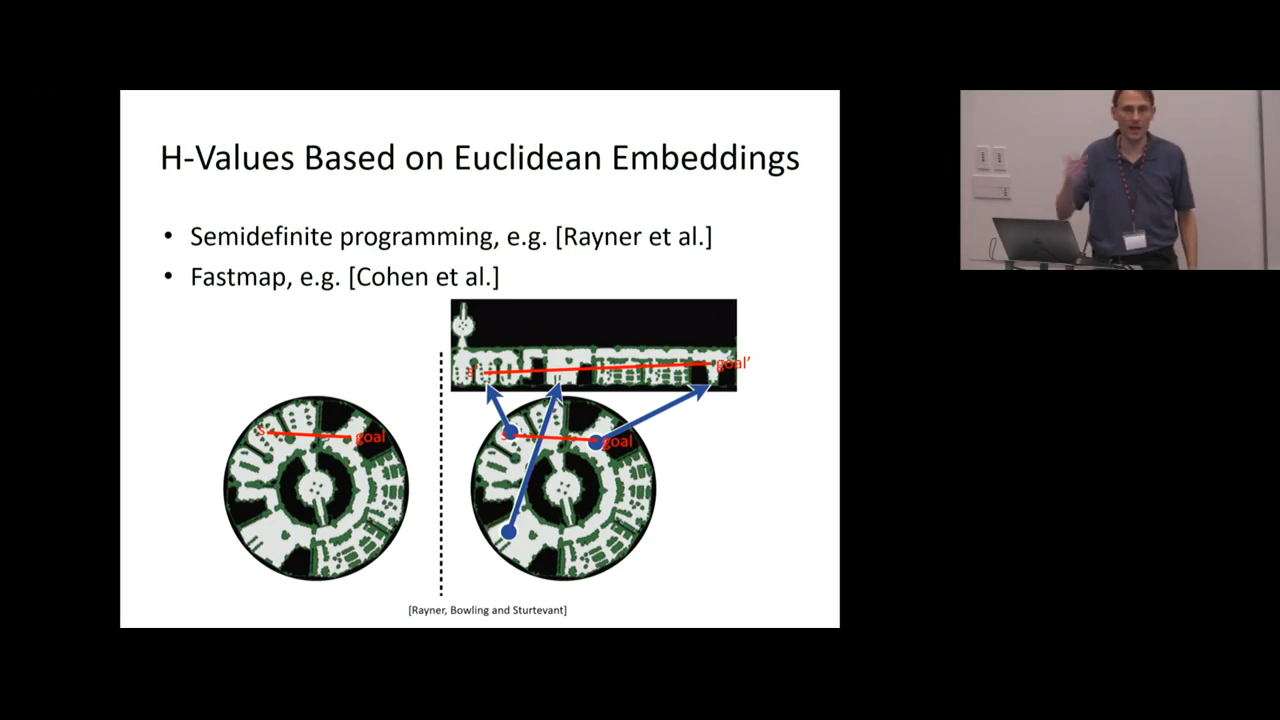 H-Values Based on Euclidean Embeddings
• Semidefinite programming, e.g. [Rayner et al.]
• Fastmap, e.g. [Cohen et al.]
s'
goal'
s
goal
s
goal
[Rayner, Bowling and Sturtevant]